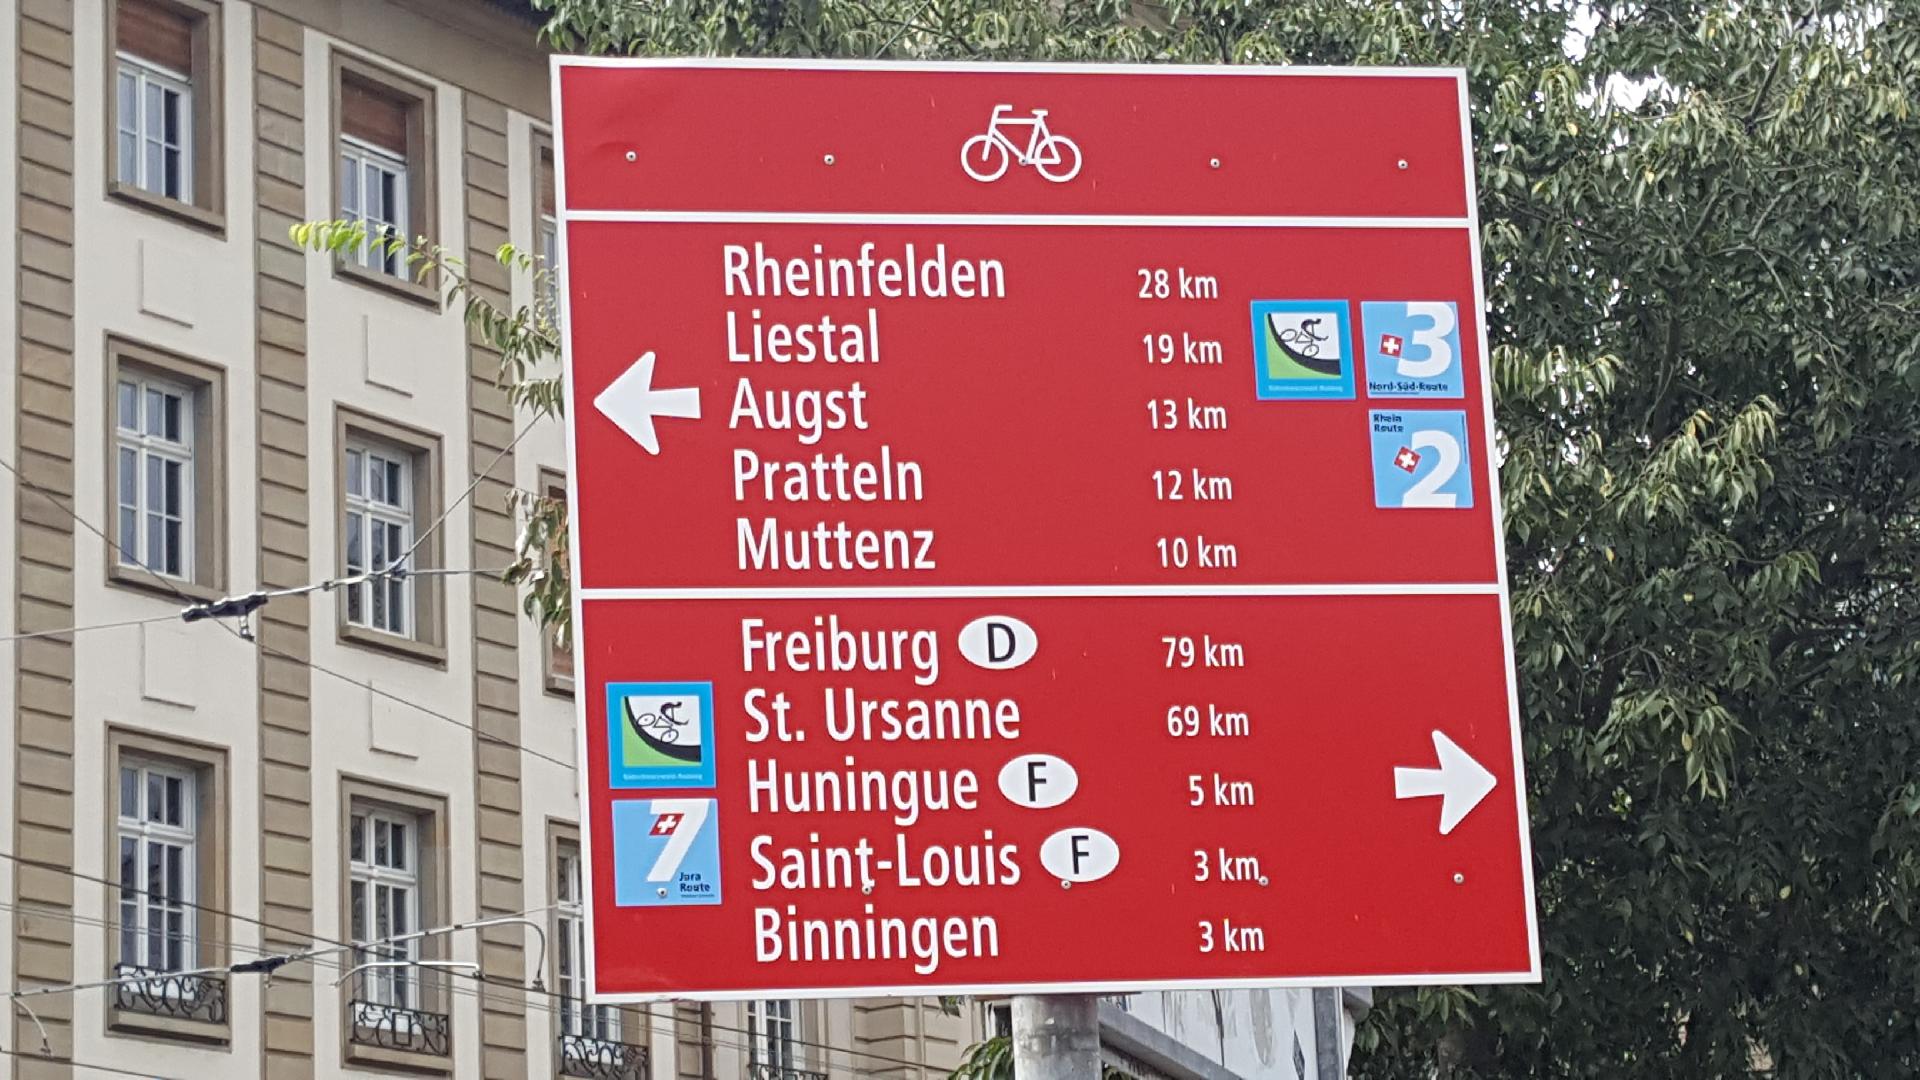 Rheinfelden 28 km
Liestal 19 km
Augst 13 km
Pratteln 12 km
Muttenz 10 km
3
Nord-Süd-Route
Rhein
Route
2
Freiburg D 79 km
St. Ursanne 69 km
Huningue F 5 km
Saint-Louis F 3 km
Binningen 3 km
7
Jura
Route